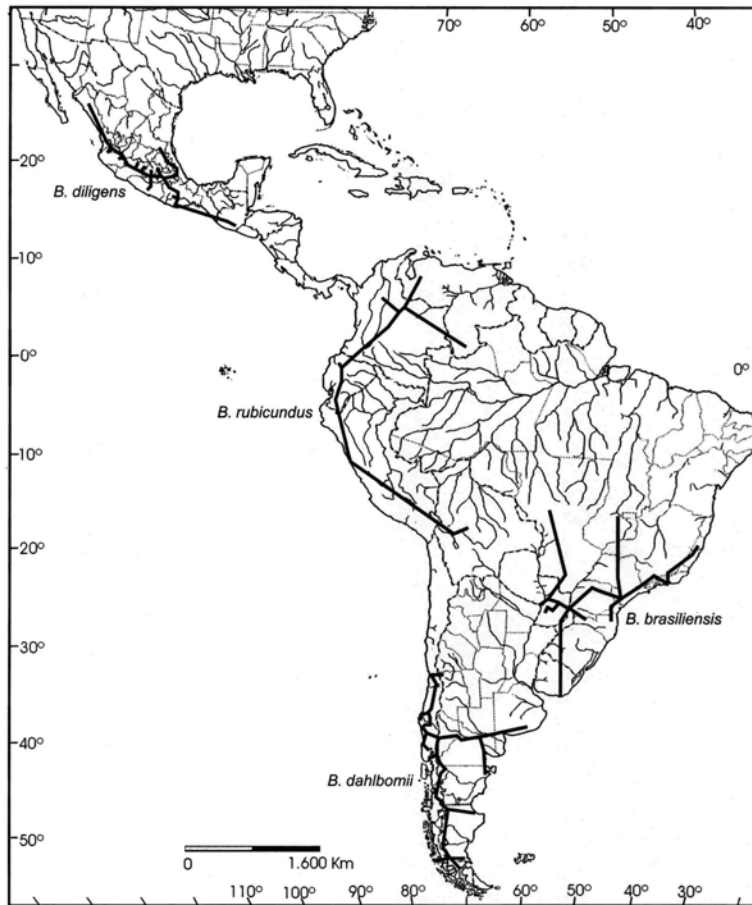 70° 60° 50° 40°
20°
B. diligens
10°
0° 0°
B. rubicundus
10°
20°
B. brasiliensis
30°
40°
B. dahlbomii
50°
0 1.600 Km
110° 100° 90° 80° 70° 60° 50° 40° 30°